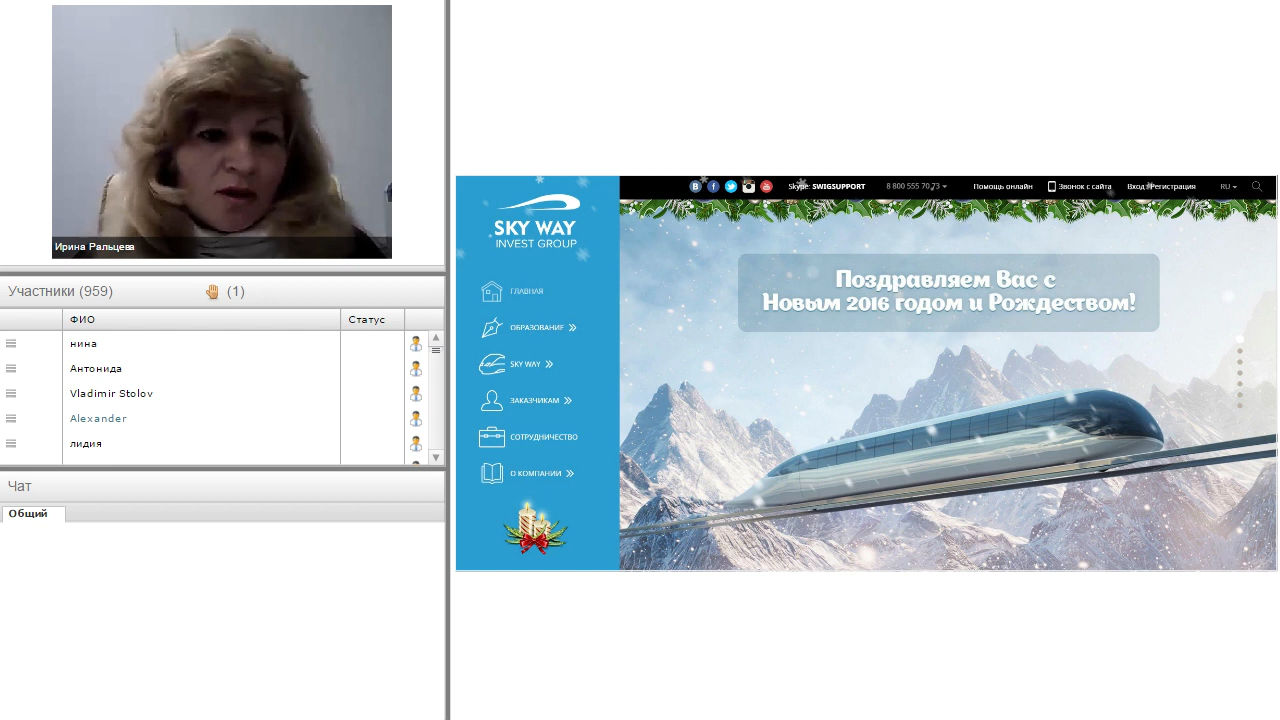 Ирина Ральцева
Участники (959)
(1)
ФИО
Статус
нина
Антонида
Vladimir Stolov
Alexander
лидия
Чат
Общий
Skype: SWIGSUPPORT
8 800 555 70 73
Помощь онлайн
Звонок с сайта
Вход/Регистрация
RU
SKY WAY
INVEST GROUP
ГЛАВНАЯ
ОБРАЗОВАНИЕ
SKY WAY
ЗАКАЗЧИКАМ
СОТРУДНИЧЕСТВО
О КОМПАНИИ
Поздравляем Вас с
Новым 2016 годом и Рождеством!